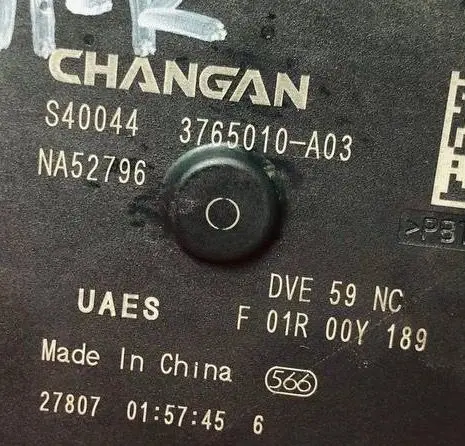 CHANGAN
S40044 3765010-A03
NA52796
DVE 59 NC
UAES F 01R 00Y 189
Made In China 566
27807 01:57:45 6